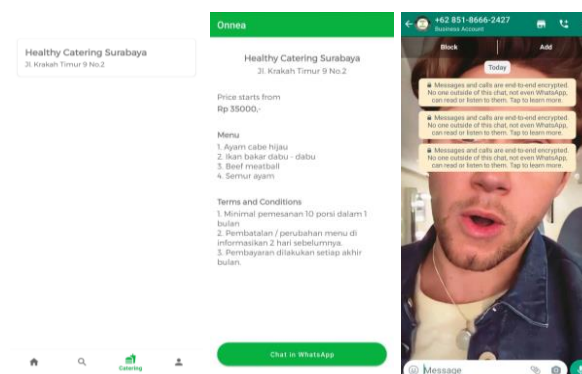 Healthy Catering Surabaya
Jl. Krakah Timur 9 No.2
Catering
Onnea
Healthy Catering Surabaya
Jl. Krakah Timur 9 No.2
Price starts from
Rp 35000,-
Menu
1. Ayam cabe hijau
2. Ikan bakar dabu - dabu
3. Beef meatball
4. Semur ayam
Terms and Conditions
1. Minimal pemesanan 10 porsi dalam 1
bulan
2. Pembatalan / perubahan menu di
informasikan 2 hari sebelumnya.
3. Pembayaran dilakukan setiap akhir
bulan.
Chat in WhatsApp
+62 851-8666-2427
Business Account
Block
Add
Today
Messages and calls are end-to-end encrypted.
No one outside of this chat, not even WhatsApp,
can read or listen to them. Tap to learn more.
Messages and calls are end-to-end encrypted.
No one outside of this chat, not even WhatsApp,
can read or listen to them. Tap to learn more.
Messages and calls are end-to-end encrypted.
No one outside of this chat, not even WhatsApp,
can read or listen to them. Tap to learn more.
Message